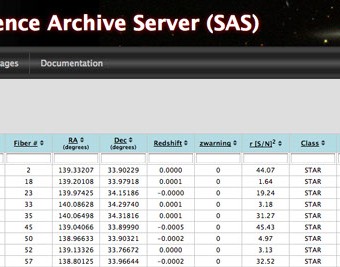 ence Archive Server (SAS)
ages Documentation
Fiber # RA (degrees) Dec (degrees) Redshift zwarning r [S/N]² Class
2 139.33207 33.90229 0.0000 0 44.07 STAR
18 139.20108 33.97918 0.0001 0 1.64 STAR
23 139.97425 34.15186 -0.0000 0 19.24 STAR
33 140.08628 34.29740 0.0001 0 3.18 STAR
35 140.06498 34.31816 0.0001 0 31.27 STAR
45 139.04066 33.89990 -0.0005 0 45.43 STAR
50 138.96633 33.90321 -0.0002 0 4.97 STAR
52 139.13326 33.76672 0.0000 0 3.13 STAR
57 138.80125 33.96644 -0.0002 0 32.52 STAR